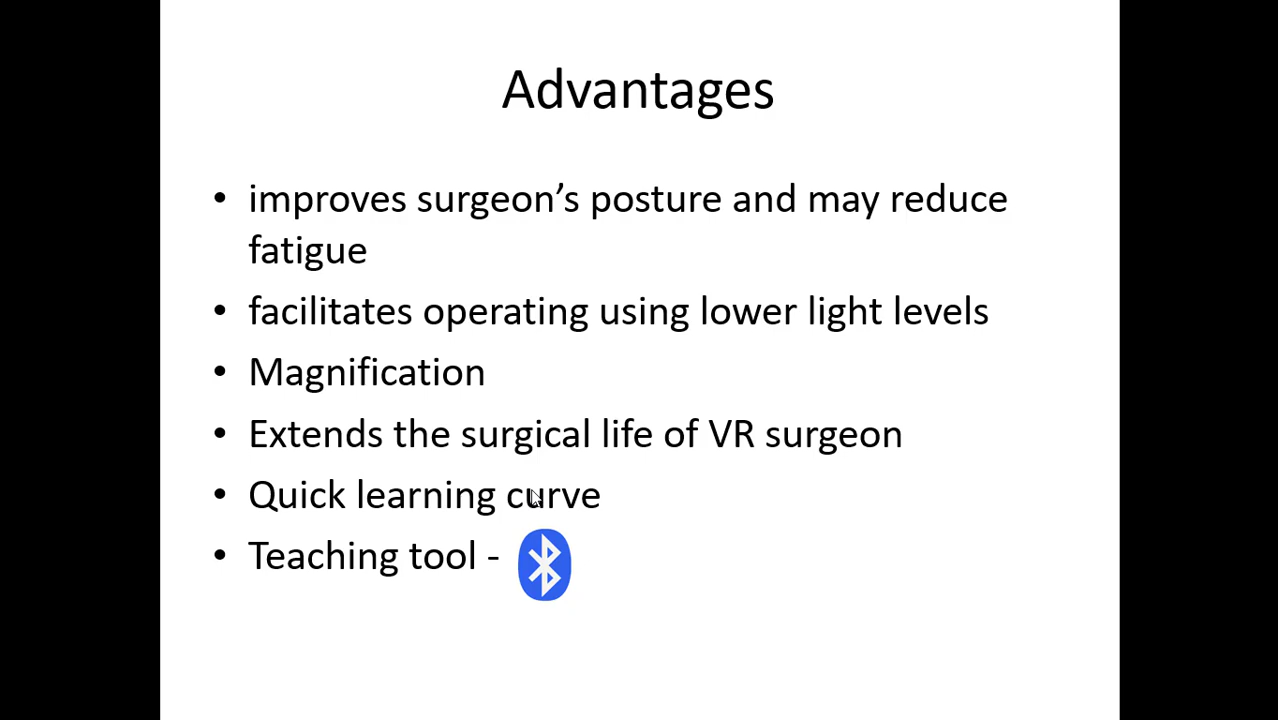 Advantages
• improves surgeon’s posture and may reduce
fatigue
• facilitates operating using lower light levels
• Magnification
• Extends the surgical life of VR surgeon
• Quick learning curve
• Teaching tool -